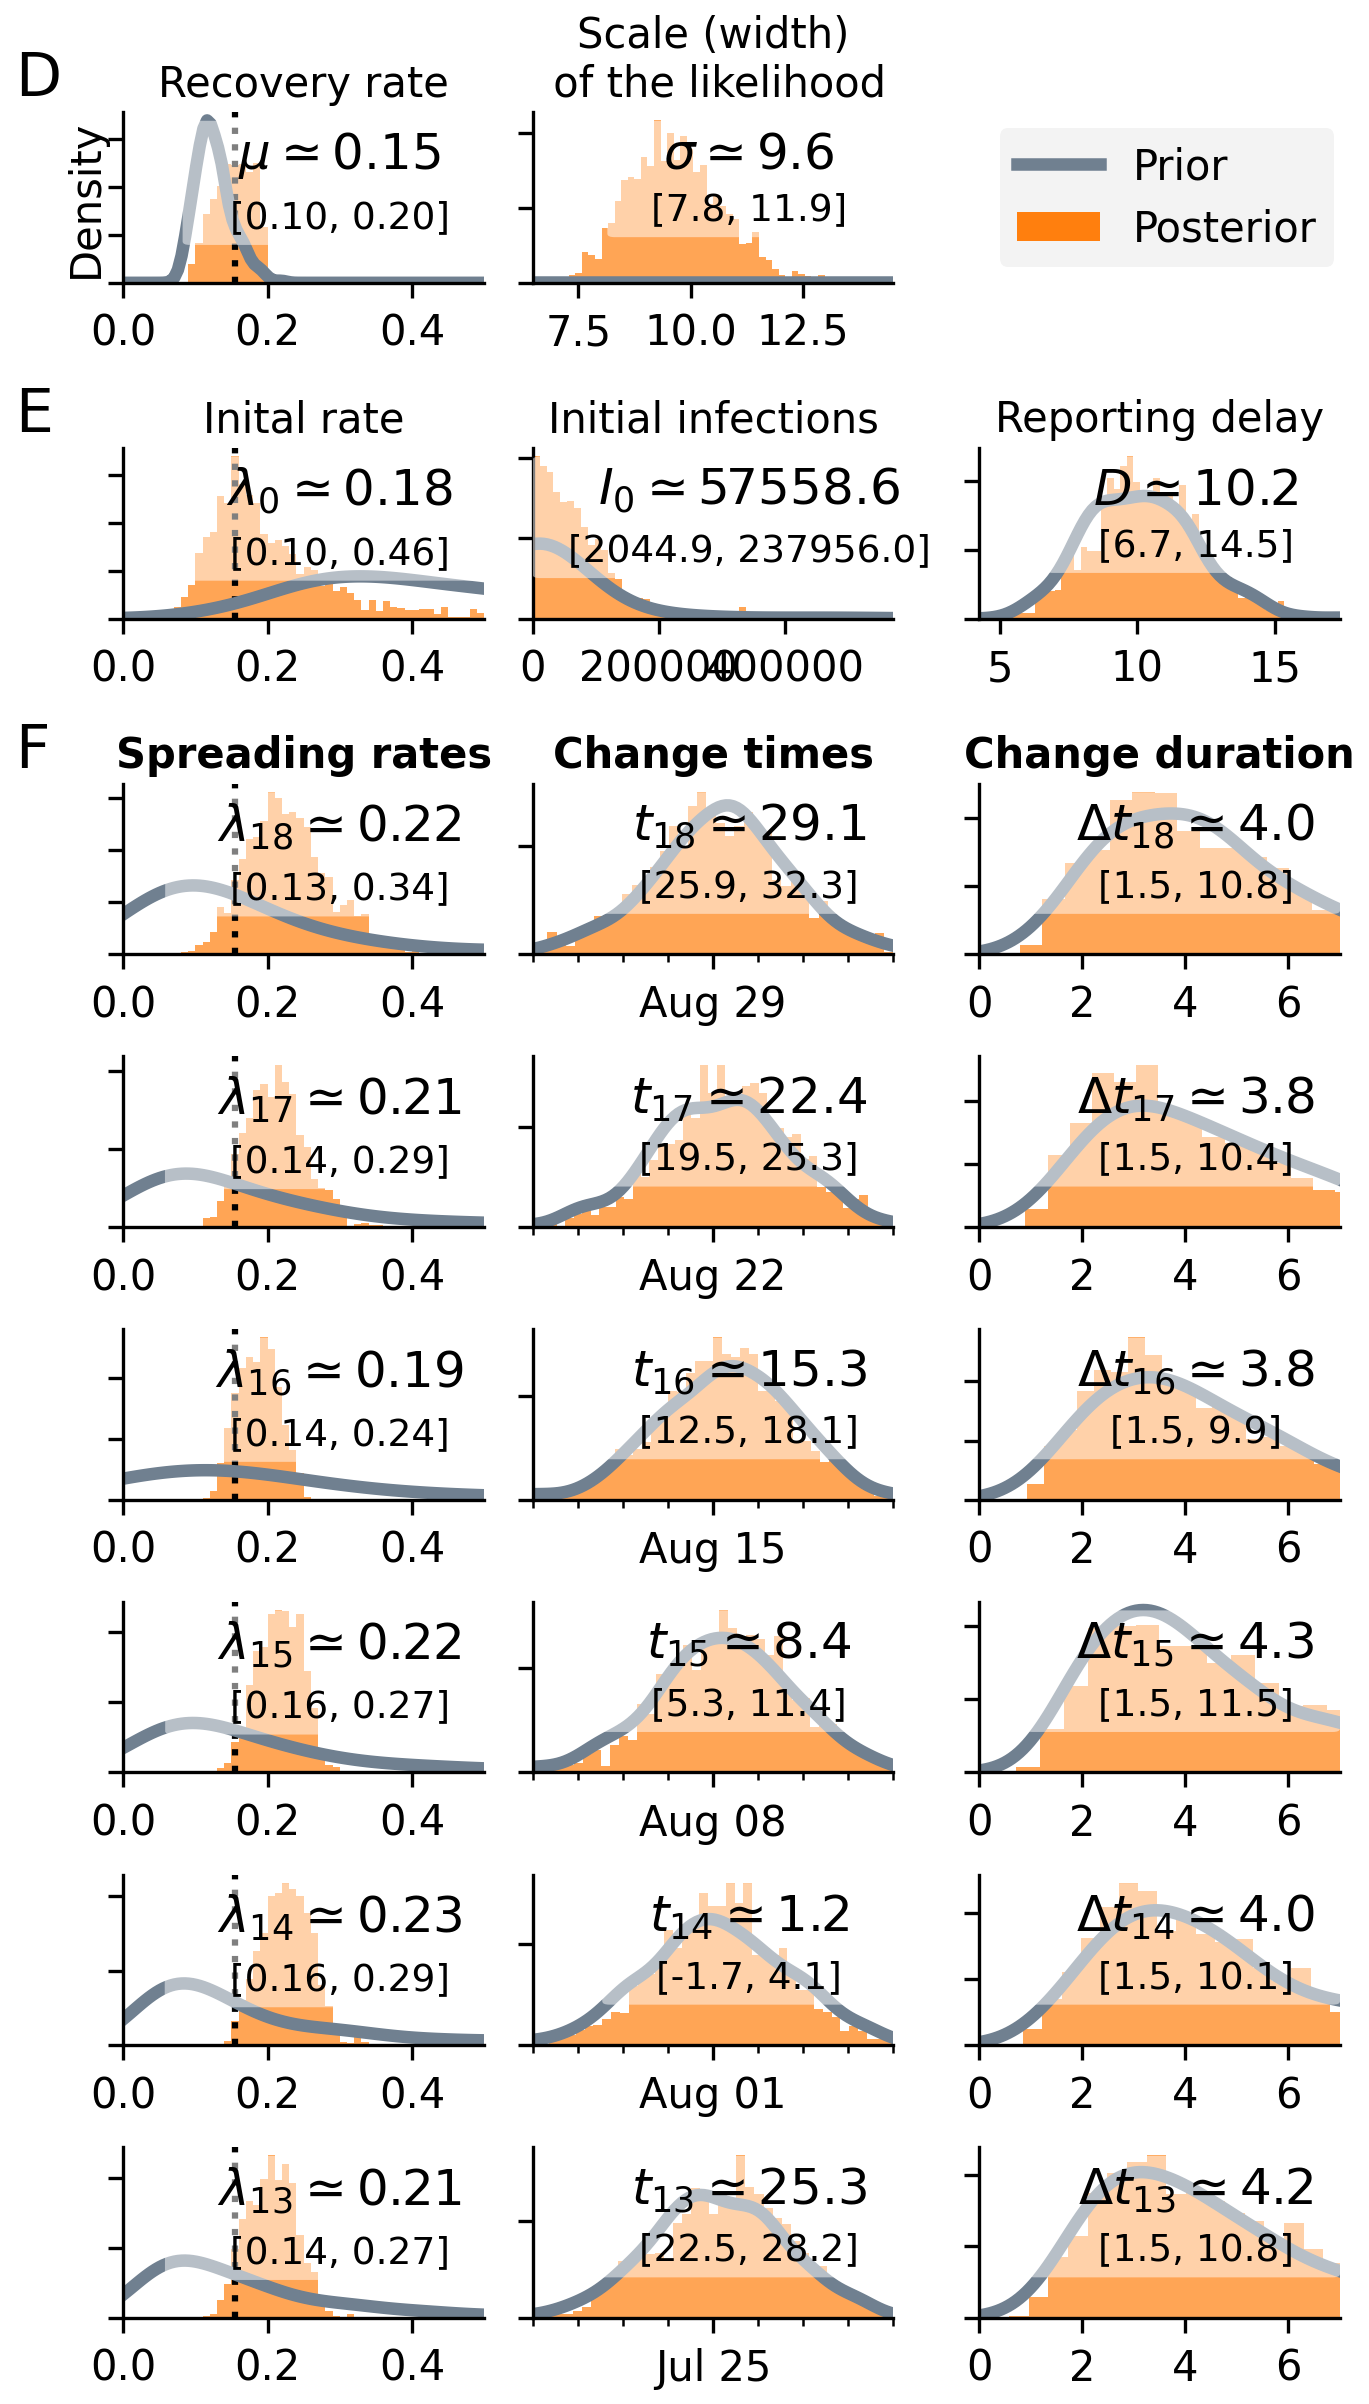 D
Recovery rate
Scale (width)
of the likelihood
Density
μ ≃ 0.15
[0.10, 0.20]
σ ≃ 9.6
[7.8, 11.9]
Prior
Posterior
0.0 0.2 0.4
7.5 10.0 12.5
E
Inital rate
Initial infections
Reporting delay
λ0 ≃ 0.18
[0.10, 0.46]
I0 ≃ 57558.6
[2044.9, 237956.0]
D ≃ 10.2
[6.7, 14.5]
0.0 0.2 0.4
0 200000 400000
5 10 15
F
Spreading rates
Change times
Change duration
λ18 ≃ 0.22
[0.13, 0.34]
t18 ≃ 29.1
[25.9, 32.3]
Δt18 ≃ 4.0
[1.5, 10.8]
0.0 0.2 0.4
Aug 29
0 2 4 6
λ17 ≃ 0.21
[0.14, 0.29]
t17 ≃ 22.4
[19.5, 25.3]
Δt17 ≃ 3.8
[1.5, 10.4]
0.0 0.2 0.4
Aug 22
0 2 4 6
λ16 ≃ 0.19
[0.14, 0.24]
t16 ≃ 15.3
[12.5, 18.1]
Δt16 ≃ 3.8
[1.5, 9.9]
0.0 0.2 0.4
Aug 15
0 2 4 6
λ15 ≃ 0.22
[0.16, 0.27]
t15 ≃ 8.4
[5.3, 11.4]
Δt15 ≃ 4.3
[1.5, 11.5]
0.0 0.2 0.4
Aug 08
0 2 4 6
λ14 ≃ 0.23
[0.16, 0.29]
t14 ≃ 1.2
[-1.7, 4.1]
Δt14 ≃ 4.0
[1.5, 10.1]
0.0 0.2 0.4
Aug 01
0 2 4 6
λ13 ≃ 0.21
[0.14, 0.27]
t13 ≃ 25.3
[22.5, 28.2]
Δt13 ≃ 4.2
[1.5, 10.8]
0.0 0.2 0.4
Jul 25
0 2 4 6